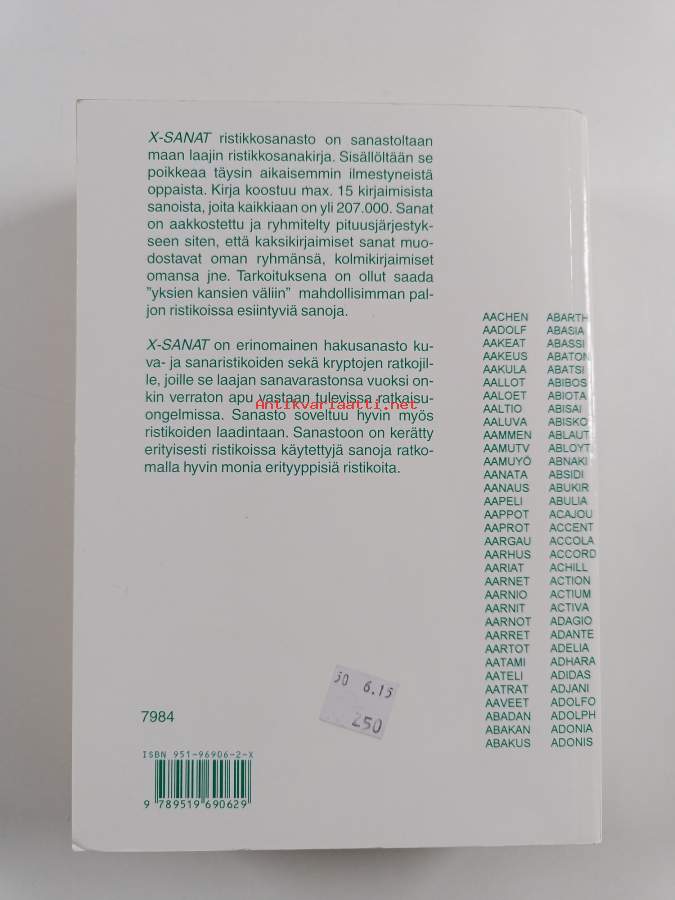 X-SANAT ristikkosanasto on sanastoltaan
maan laajin ristikkosanakirja. Sisällöltään se
poikkeaa täysin aikaisemmin ilmestyneistä
oppaista. Kirja koostuu max. 15 kirjaimisista
sanoista, joita kaikkiaan on yli 207.000. Sanat
on aakkostettu ja ryhmitelty pituusjärjestyk-
seen siten, että kaksikirjaimiset sanat muo-
dostavat oman ryhmänsä, kolmikirjaimiset
omansa jne. Tarkoituksena on ollut saada
"yksien kansien väliin" mahdollisimman pal-
jon ristikoissa esiintyviä sanoja.
X-SANAT on erinomainen hakusanasto ku-
va- ja sanaristikoiden sekä kryptojen ratkojil-
le, joille se laajan sanavarastonsa vuoksi on-
kin verraton apu vastaan tulevissa ratkaisu-
ongelmissa. Sanasto soveltuu hyvin myös
ristikoiden laadintaan. Sanastoon on kerätty
erityisesti ristikoissa käytettyjä sanoja ratko-
malla hyvin monia erityyppisiä ristikoita.
Antikvariaatti.net
AACHEN ABARTH
AADOLF ABASIA
AAKEAT ABASSI
AAKEUS ABATON
AAKULA ABATSI
AALLOT ABIBOS
AALOET ABIOTA
AALTIO ABISAI
AALUVA ABISKO
AAMMEN ABLAUT
AAMUTV ABLOYT
AAMUYÖ ABNAKI
AANATA ABSIDI
AANAUS ABUKIR
AAPELI ABULIA
AAPPOT ACAJOU
AAPROT ACCENT
AARGAU ACCOLA
AARHUS ACCORD
AARIAT ACHILL
AARNET ACTION
AARNIO ACTIUM
AARNIT ACTIVA
AARNOT ADAGIO
AARRET ADANTE
AARTOT ADELIA
AATAMI ADHARA
AATELI ADIDAS
AATRAT ADJANI
AAVEET ADOLFO
ABADAN ADOLPH
ABAKAN ADONIA
ABAKUS ADONIS
30 6.15
250
7984
ISBN 951-96906-2-X
9 789519 690629